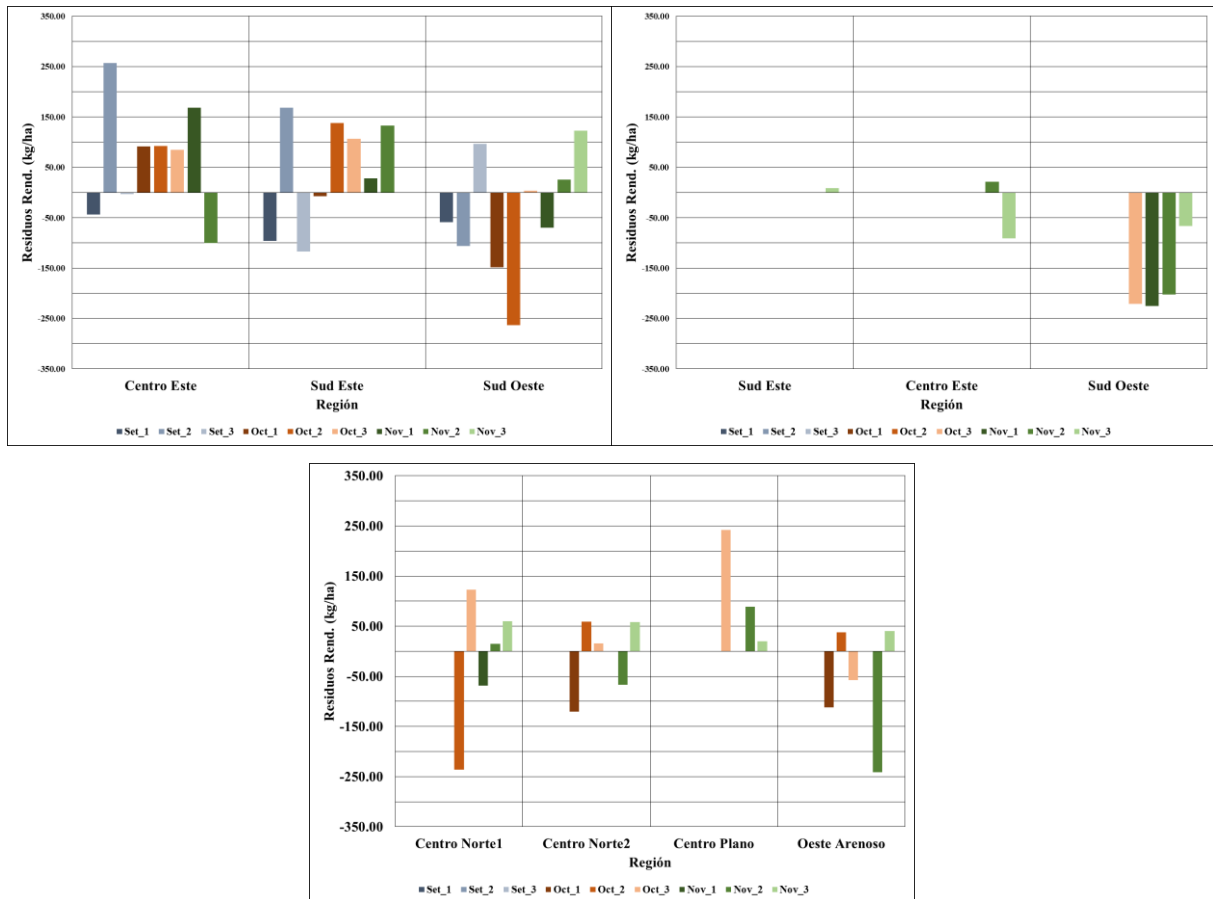 Residuos Rend. (kg/ha)
350.00
250.00
150.00
50.00
-50.00
-150.00
-250.00
-350.00
Centro Este Sud Este Sud Oeste
Región
Set_1 Set_2 Set_3 Oct_1 Oct_2 Oct_3 Nov_1 Nov_2 Nov_3
Residuos Rend. (kg/ha)
350.00
250.00
150.00
50.00
-50.00
-150.00
-250.00
-350.00
Sud Este Centro Este Sud Oeste
Región
Set_1 Set_2 Set_3 Oct_1 Oct_2 Oct_3 Nov_1 Nov_2 Nov_3
Residuos Rend. (kg/ha)
350.00
250.00
150.00
50.00
-50.00
-150.00
-250.00
-350.00
Centro Norte1 Centro Norte2 Centro Plano Oeste Arenoso
Región
Set_1 Set_2 Set_3 Oct_1 Oct_2 Oct_3 Nov_1 Nov_2 Nov_3